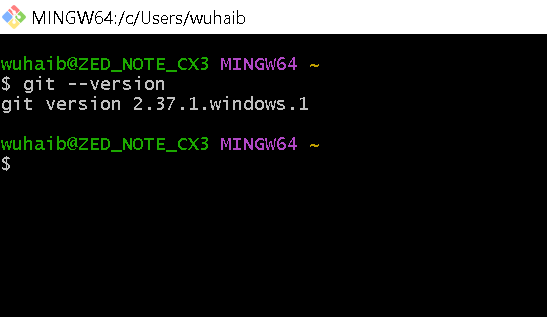 MINGW64:/c/Users/wuhaib
wuhaib@ZED_NOTE_CX3 MINGW64 ~
$ git --version
git version 2.37.1.windows.1
wuhaib@ZED_NOTE_CX3 MINGW64 ~
$